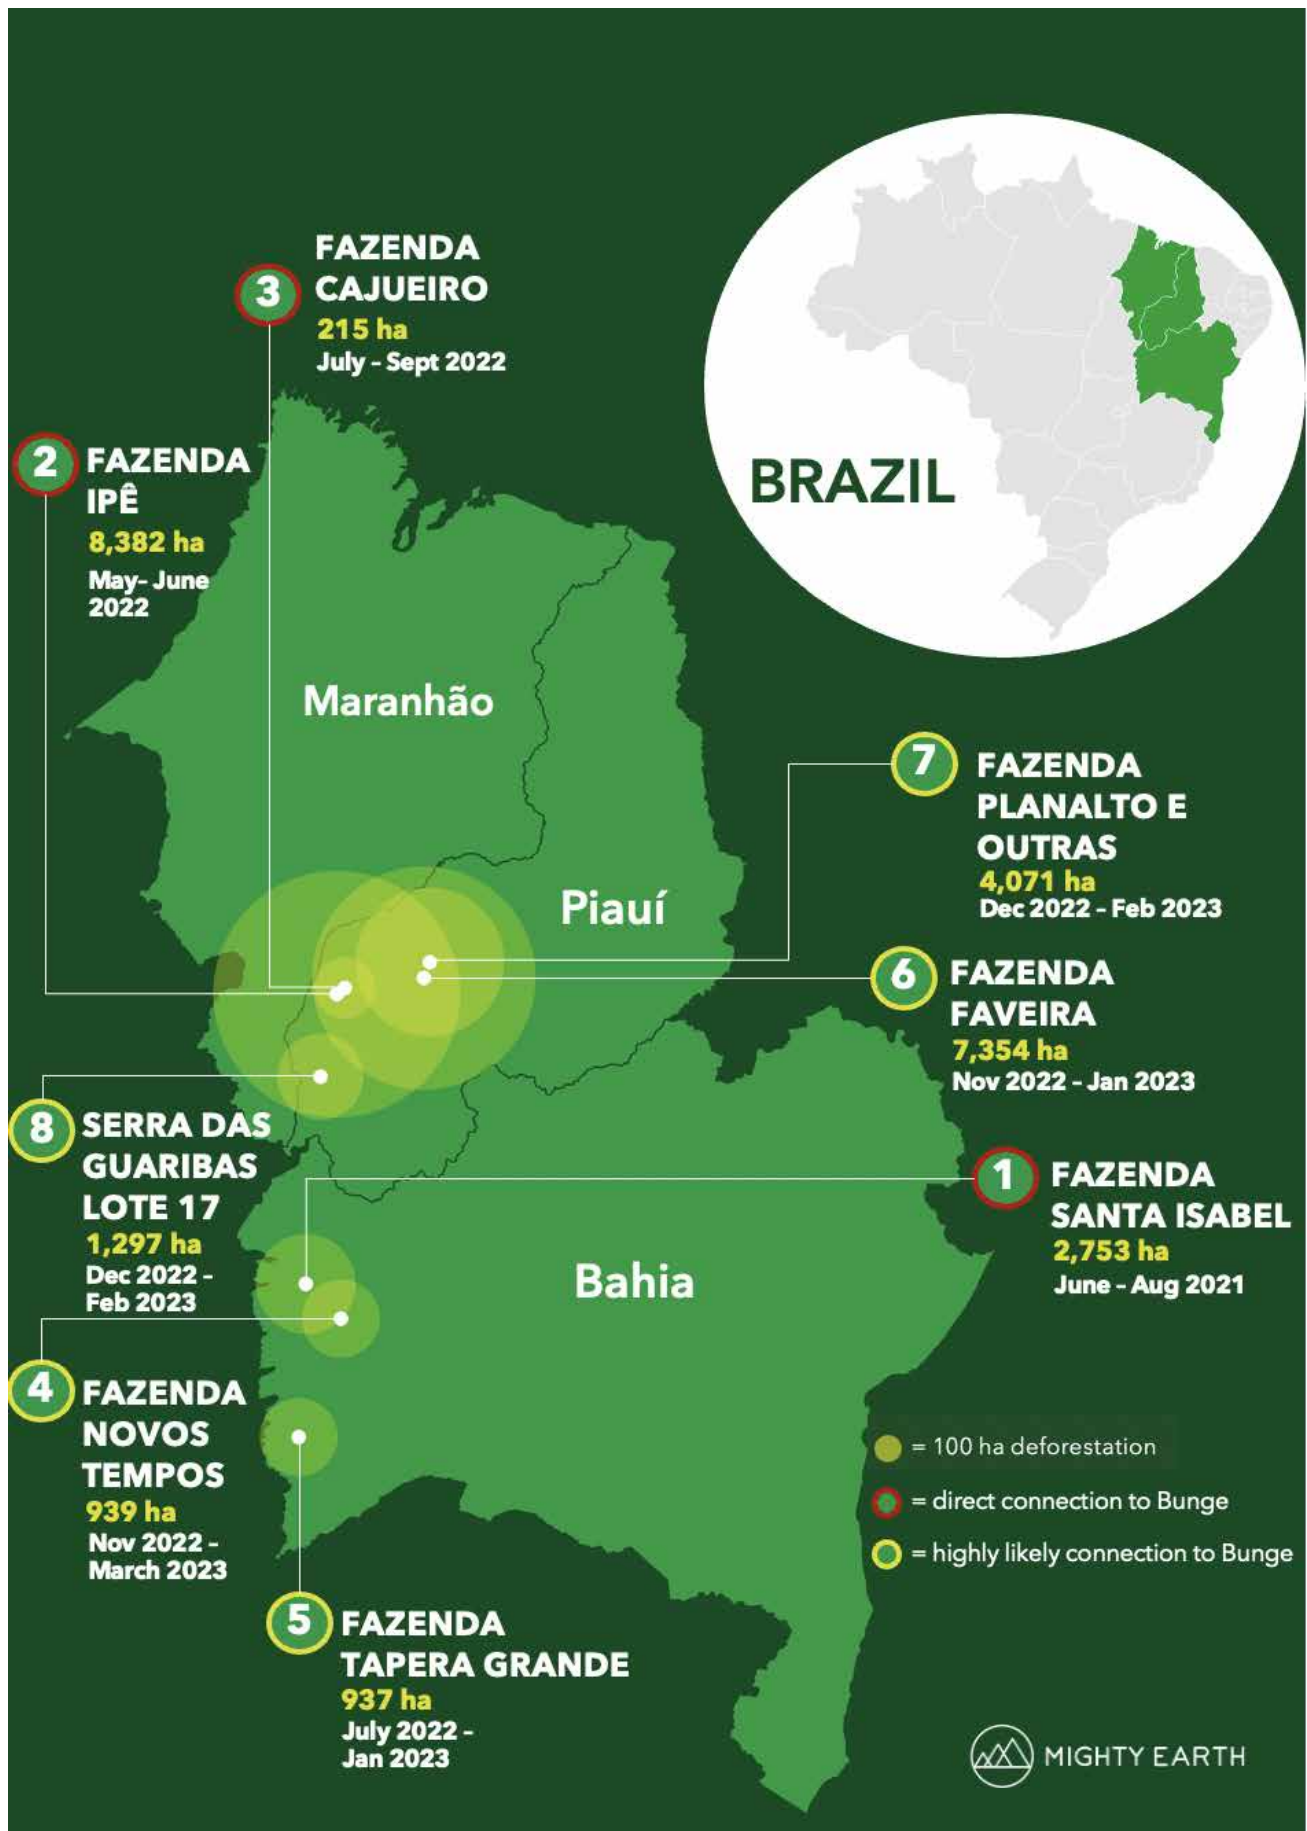 3
FAZENDA
CAJUEIRO
215 ha
July - Sept 2022
2
FAZENDA
IPÊ
8,382 ha
May- June
2022
BRAZIL
Maranhão
7
FAZENDA
PLANALTO E
OUTRAS
4,071 ha
Dec 2022 - Feb 2023
Piauí
6
FAZENDA
FAVEIRA
7,354 ha
Nov 2022 - Jan 2023
8
SERRA DAS
GUARIBAS
LOTE 17
1,297 ha
Dec 2022 -
Feb 2023
1
FAZENDA
SANTA ISABEL
2,753 ha
June - Aug 2021
Bahia
4
FAZENDA
NOVOS
TEMPOS
939 ha
Nov 2022 -
March 2023
= 100 ha deforestation
= direct connection to Bunge
= highly likely connection to Bunge
5
FAZENDA
TAPERA GRANDE
937 ha
July 2022 -
Jan 2023
MIGHTY EARTH